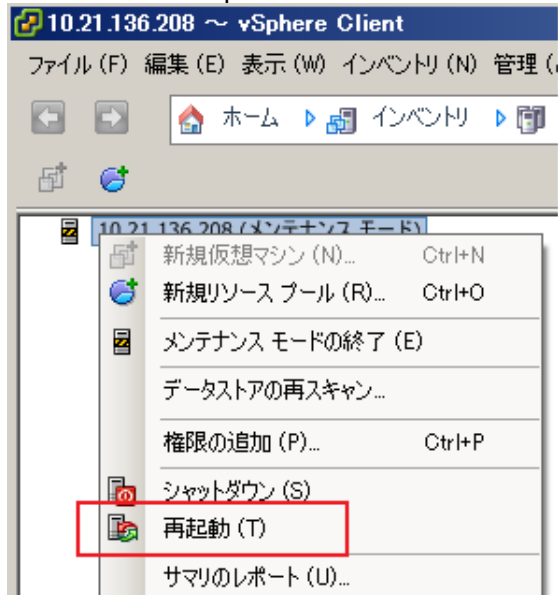 10.21.136.208 ～ vSphere Client
ファイル (F) 編集 (E) 表示 (W) インベントリ (N) 管理 (
ホーム インベントリ
10.21.136.208 (メンテナンス モード)
新規仮想マシン (N)... Ctrl+N
新規リソース プール (R)... Ctrl+O
メンテナンス モードの終了 (E)
データストアの再スキャン...
権限の追加 (P)... Ctrl+P
シャットダウン (S)
再起動 (T)
サマリのレポート (U)...